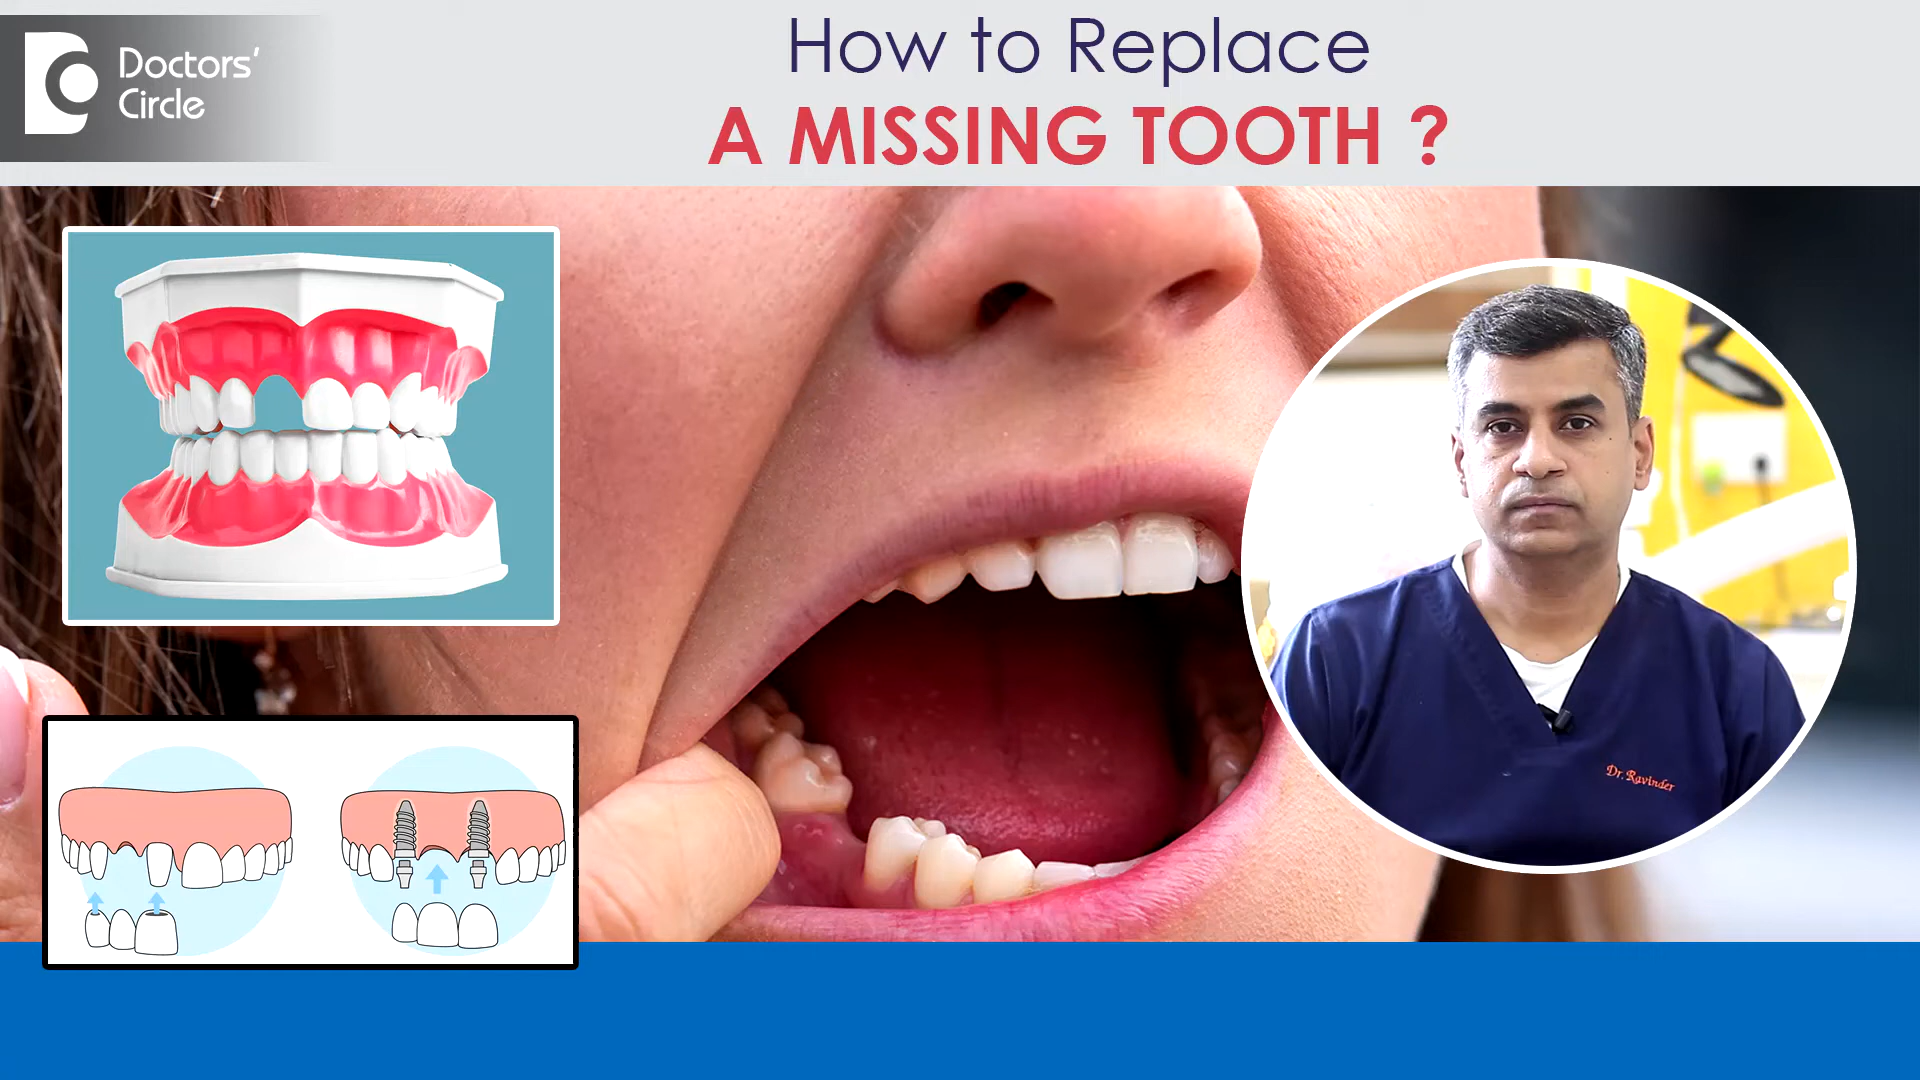 Doctors'
Circle
How to Replace
A MISSING TOOTH ?
Dr. Ravinder